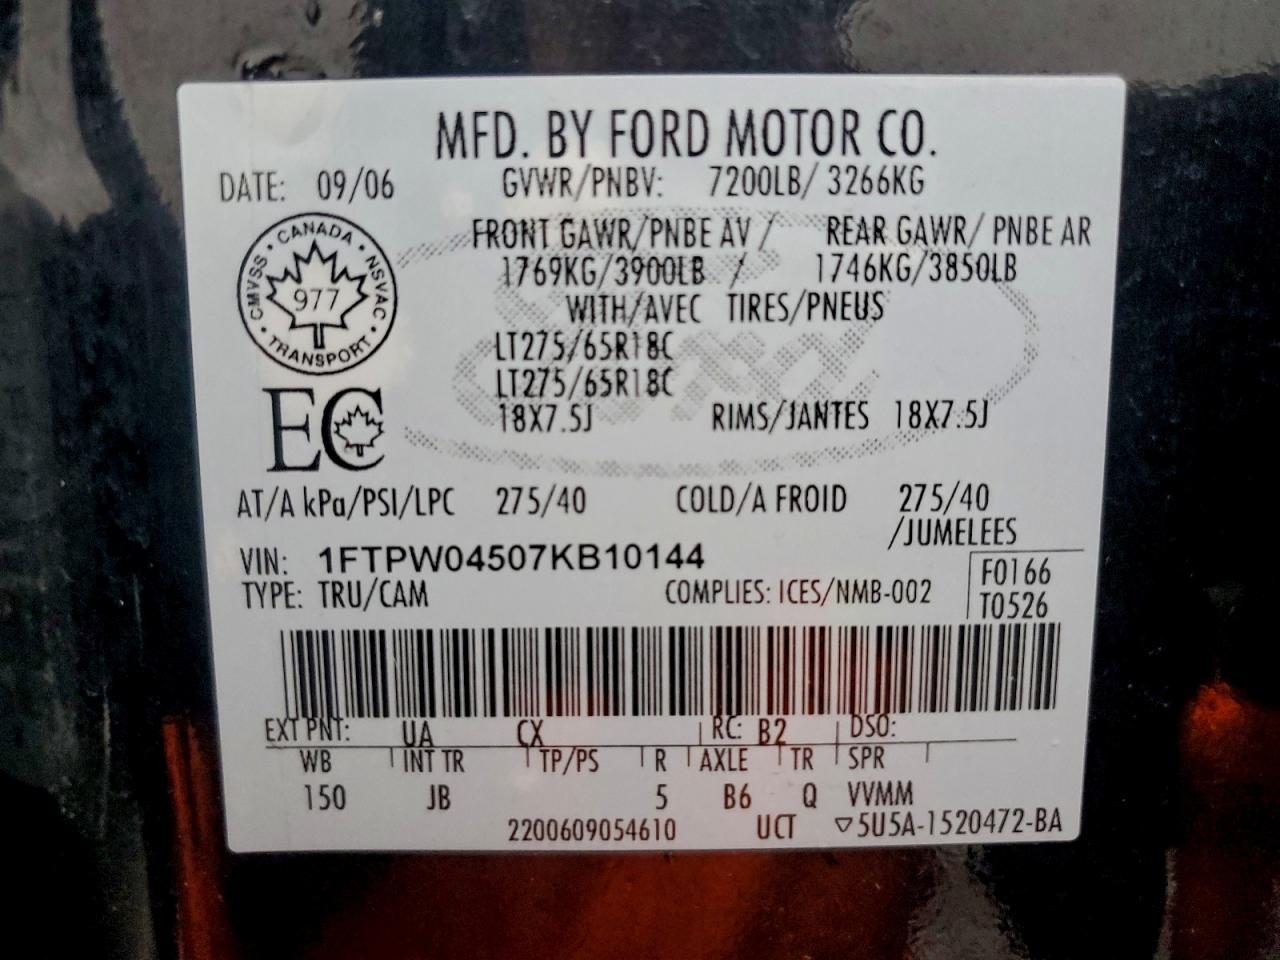 MFD. BY FORD MOTOR CO.
DATE: 09/06 GVWR/PNBV: 7200LB/ 3266KG
FRONT GAWR/PNBE AV / REAR GAWR/ PNBE AR
1769KG/3900LB / 1746KG/3850LB
WITH/AVEC TIRES/PNEUS
CANADA
CMVSS NSVAC
977
TRANSPORT
LT275/65R18C
LT275/65R18C
18X7.5J RIMS/JANTES 18X7.5J
EC
AT/A kPa/PSI/LPC 275/40 COLD/A FROID 275/40
/JUMELEES
VIN: 1FTPW04507KB10144
F0166
TYPE: TRU/CAM COMPLIES: ICES/NMB-002
T0526
EXT PNT: UA CX RC: B2 DSO:
WB INT TR TP/PS R AXLE TR SPR
150 JB 5 B6 Q VVMM
2200609054610 UCT ▽5U5A-1520472-BA